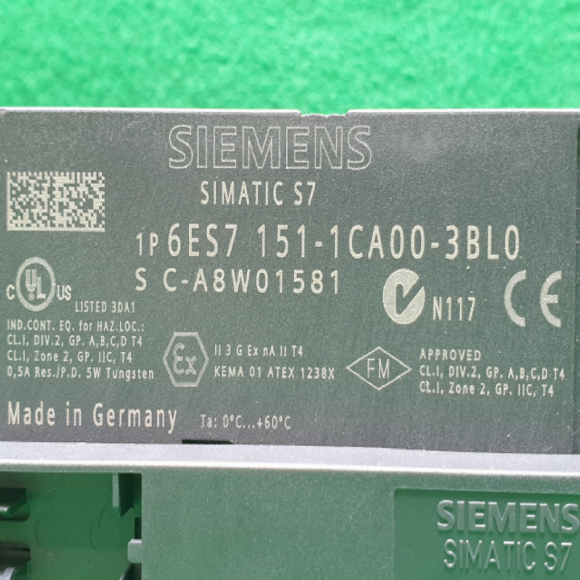 SIEMENS
SIMATIC S7
1P 6ES7 151-1CA00-3BL0
S C-A8W01581
C UL US
LISTED 3DA1
N117
CE
IND.CONT. EQ. for HAZ.LOC.:
CL.I, DIV.2, GP. A,B,C,D T4
CL.I, Zone 2, GP. IIC, T4
0,5A Res./P.D. 5W Tungsten
Ex
II 3 G Ex nA II T4
KEMA 01 ATEX 1238X
FM
APPROVED
CL.I, DIV.2, GP. A, B, C, D T4
CL.I, Zone 2, GP. IIC, T4
Made in Germany
Ta: 0°C...+60°C
SIEMENS
SIMATIC S7